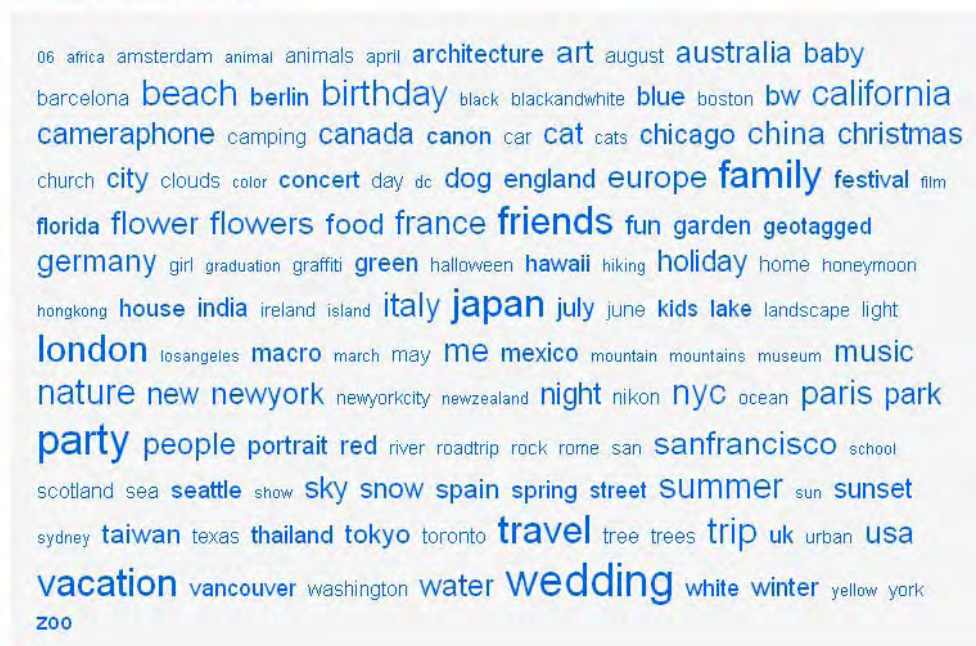 06 africa amsterdam animal animals april architecture art august australia baby
barcelona beach berlin birthday black blackandwhite blue boston bw california
cameraphone camping canada canon car cat cats chicago china christmas
church city clouds color concert day dc dog england europe family festival film
florida flower flowers food france friends fun garden geotagged
germany girl graduation graffiti green halloween hawaii hiking holiday home honeymoon
hongkong house india ireland island italy japan july june kids lake landscape light
london losangeles macro march may me mexico mountain mountains museum music
nature new newyork newyorkcity newzealand night nikon nyc ocean paris park
party people portrait red river roadtrip rock rome san sanfrancisco school
scotland sea seattle show sky snow spain spring street summer sun sunset
sydney taiwan texas thailand tokyo toronto travel tree trees trip uk urban usa
vacation vancouver washington water wedding white winter yellow york
zoo